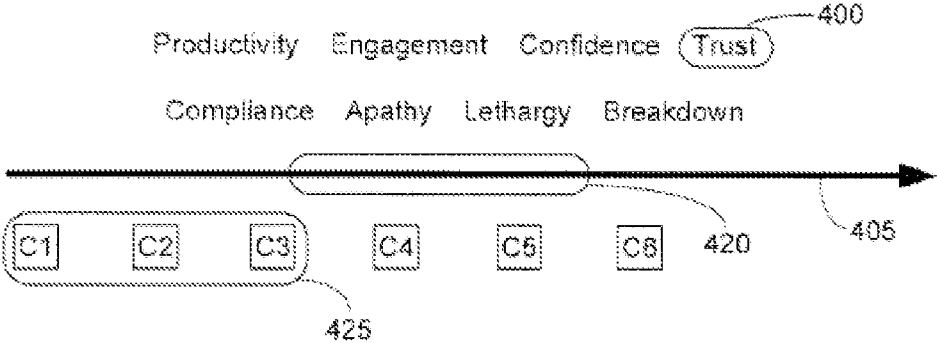 400
Productivity Engagement Confidence Trust
Compliance Apathy Lethargy Breakdown
420 405
C1 C2 C3 C4 C5 C6
425